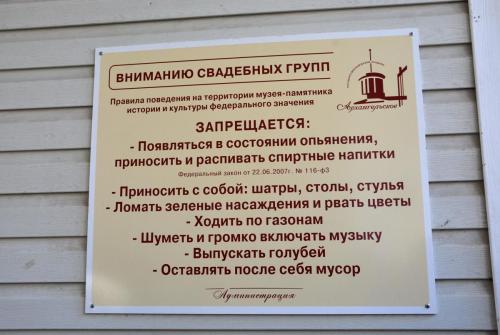 ВНИМАНИЮ СВАДЕБНЫХ ГРУПП
Правила поведения на территории музея-памятника
истории и культуры федерального значения
Архангельское
ЗАПРЕЩАЕТСЯ:
- Появляться в состоянии опьянения,
приносить и распивать спиртные напитки
Федеральный закон от 22.06.2007г. № 116-фз
- Приносить с собой: шатры, столы, стулья
- Ломать зеленые насаждения и рвать цветы
- Ходить по газонам
- Шуметь и громко включать музыку
- Выпускать голубей
- Оставлять после себя мусор
Администрация